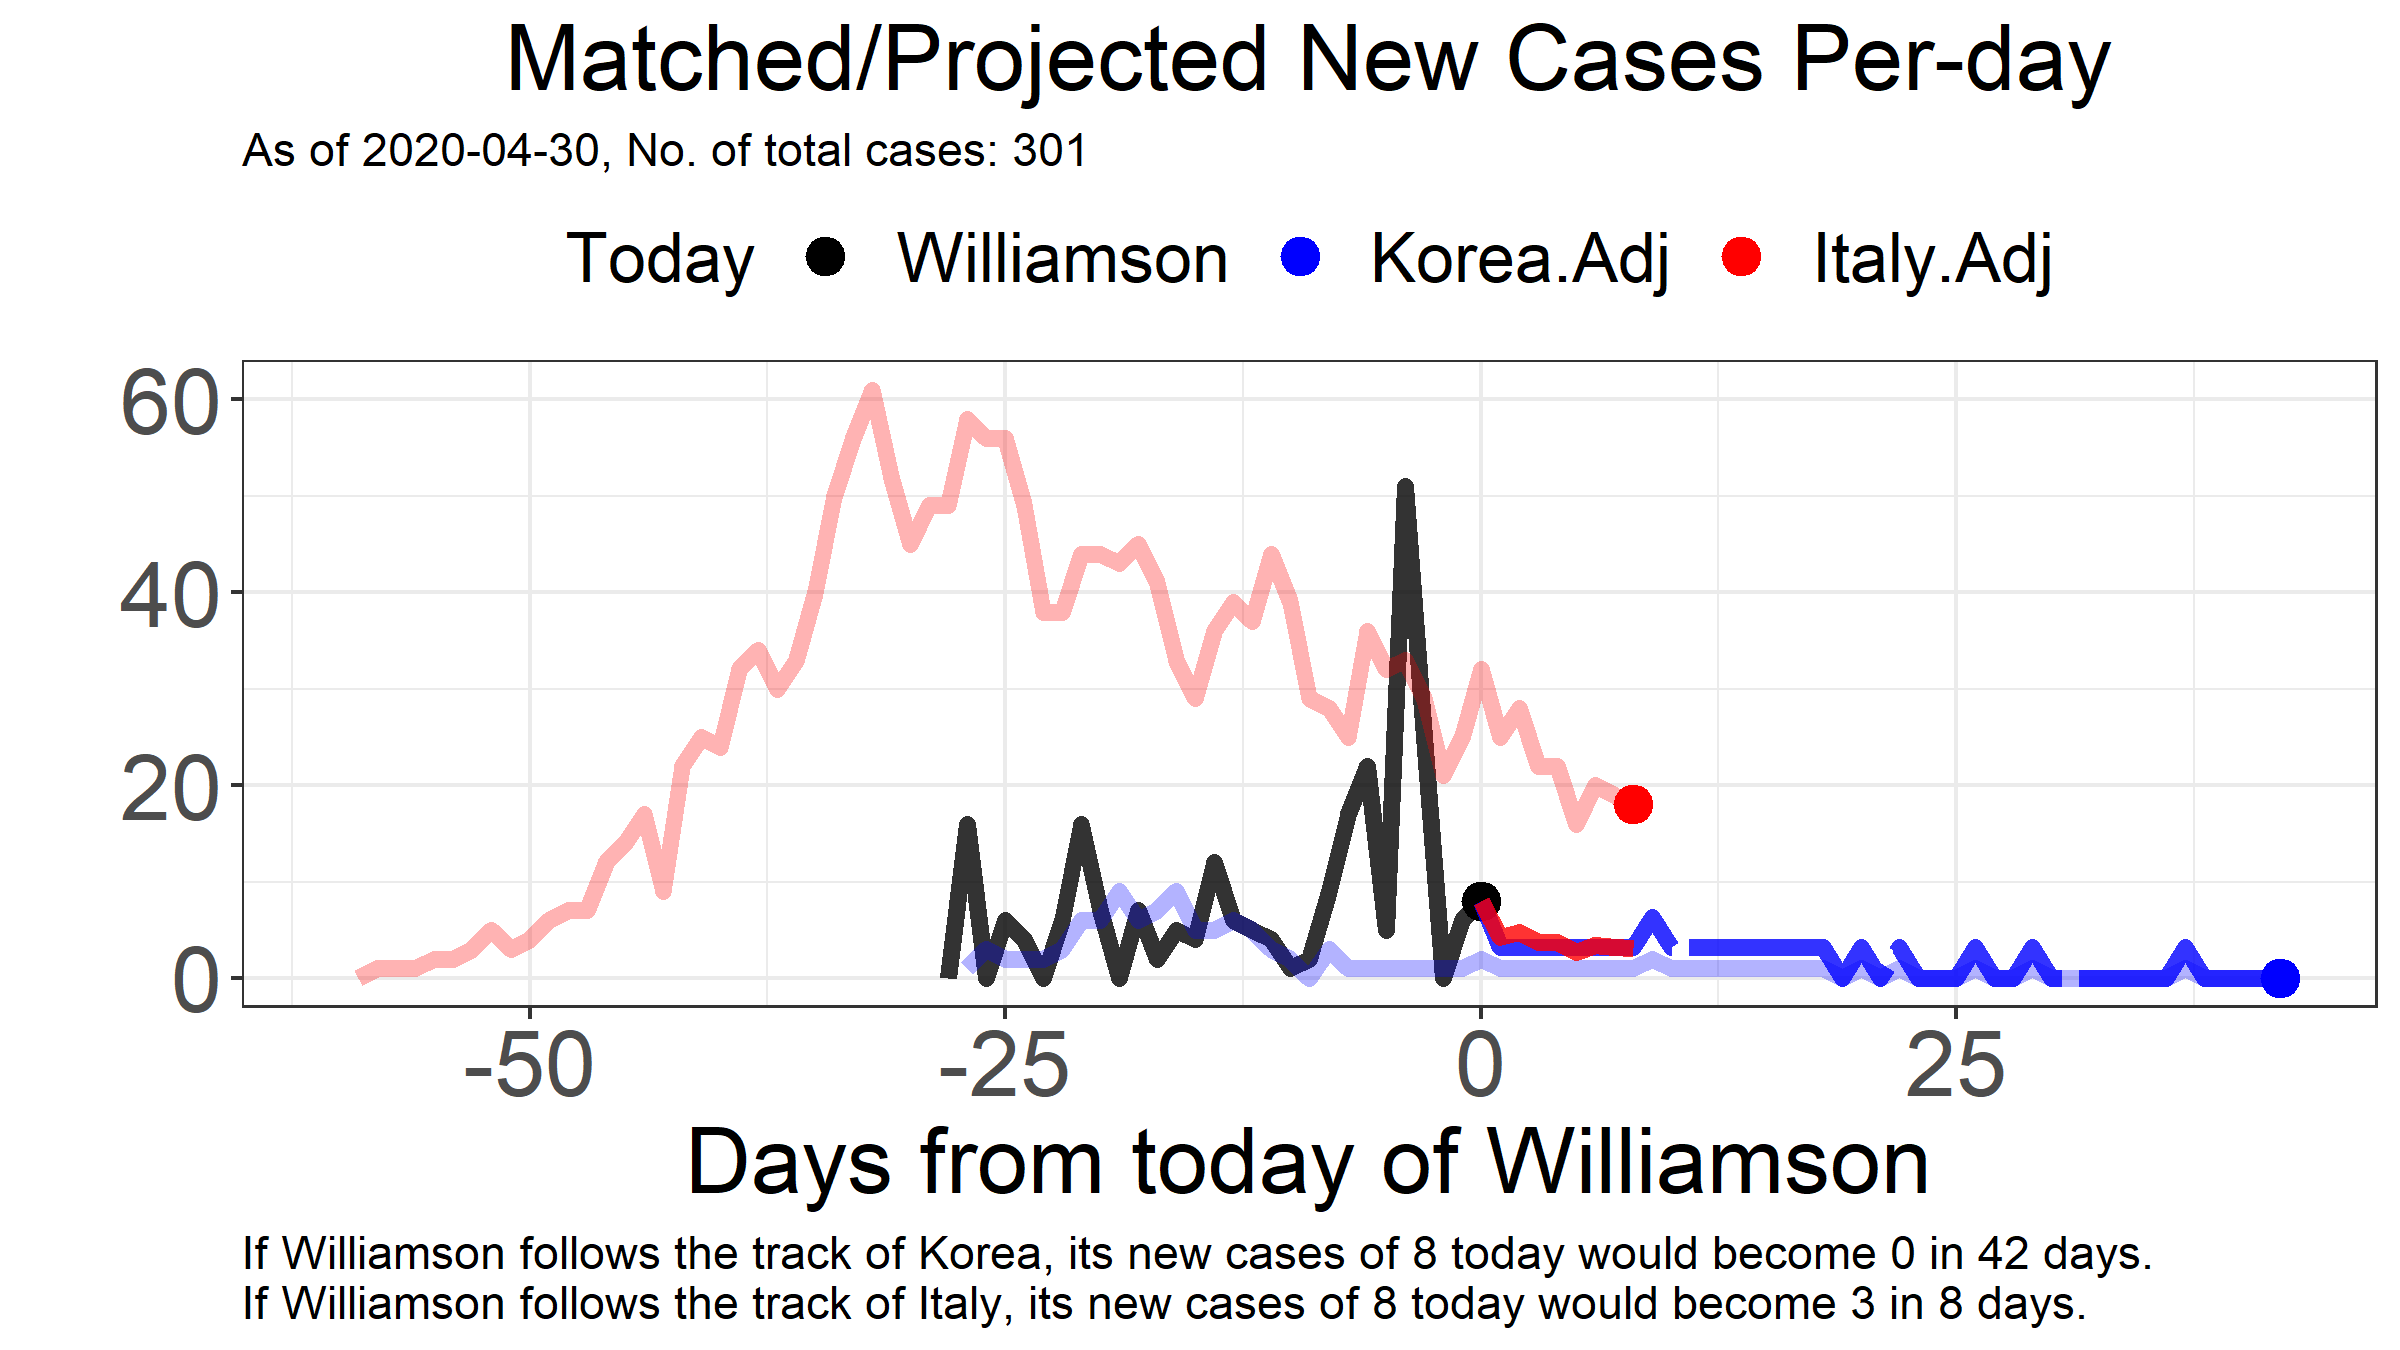 Matched/Projected New Cases Per-day
As of 2020-04-30, No. of total cases: 301
Today Williamson Korea.Adj Italy.Adj
60
40
20
0
-50 -25 0 25
Days from today of Williamson
If Williamson follows the track of Korea, its new cases of 8 today would become 0 in 42 days.
If Williamson follows the track of Italy, its new cases of 8 today would become 3 in 8 days.